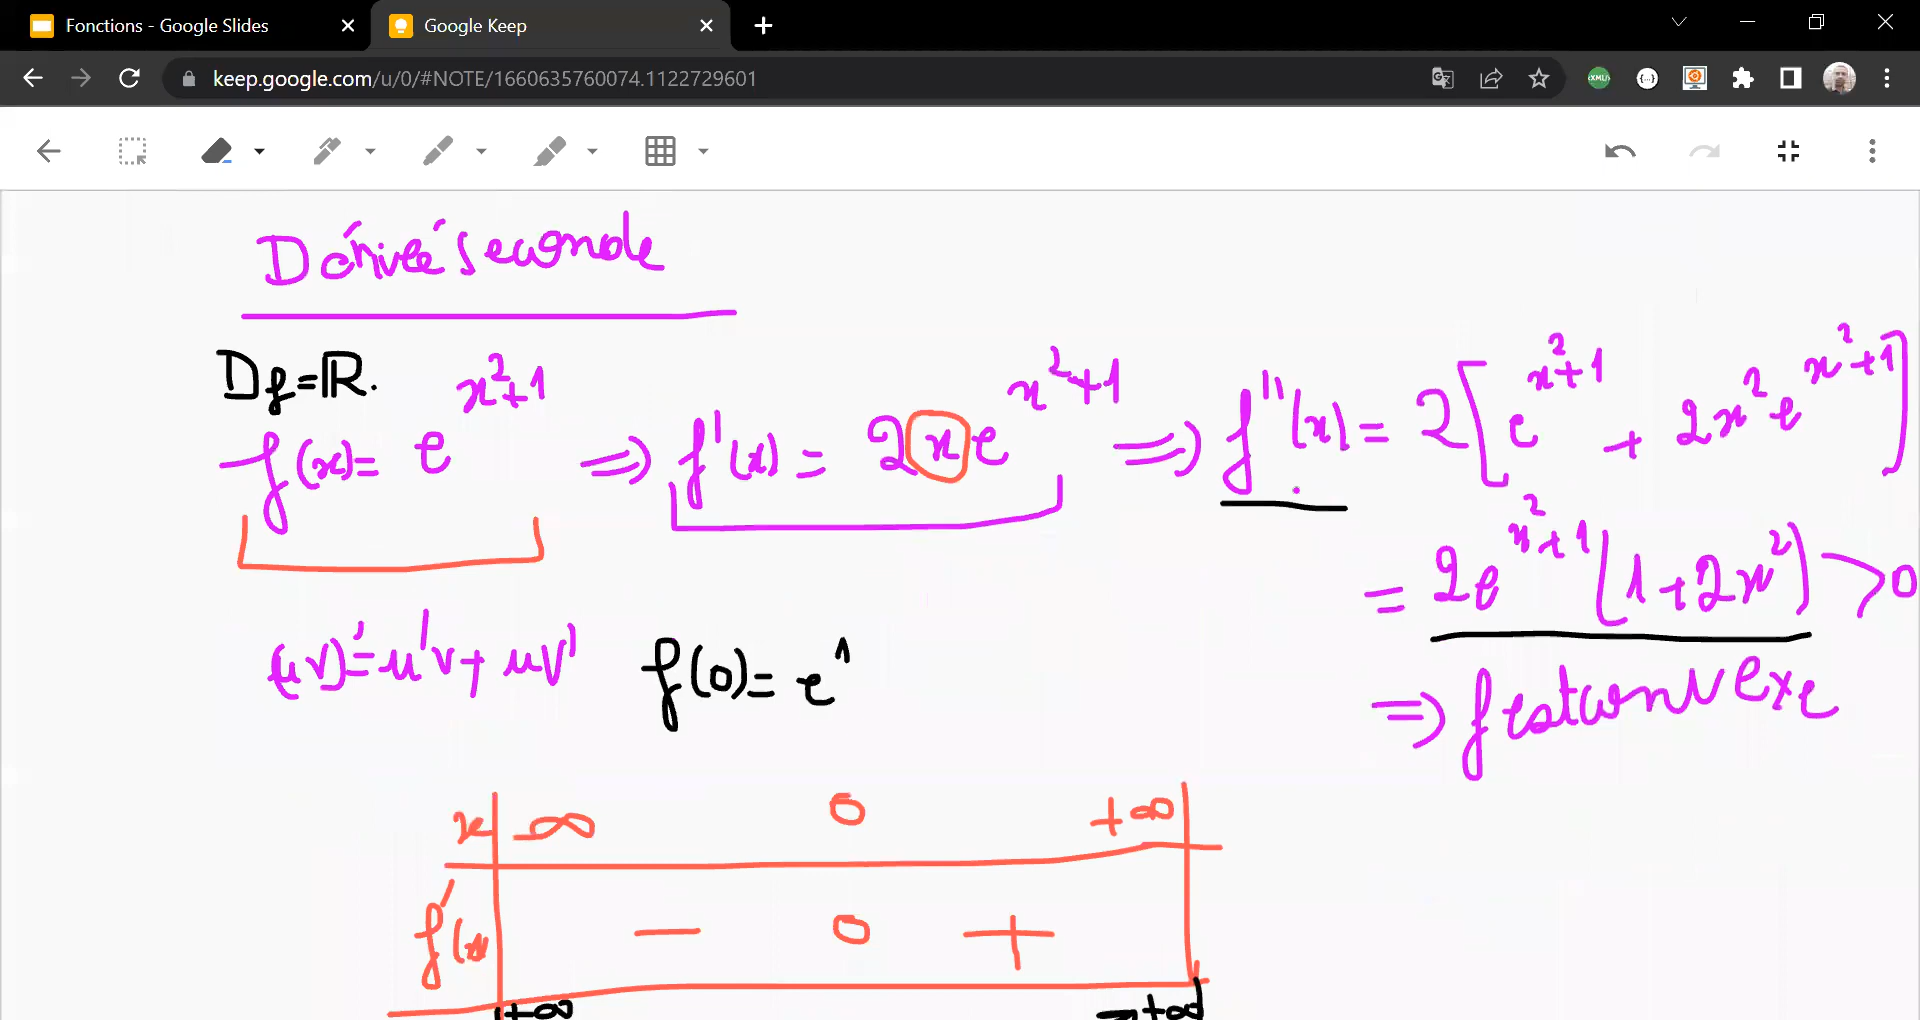 Fonctions - Google Slides
Google Keep
keep.google.com/u/0/#NOTE/1660635760074.1122729601
Dérivée seconde
Df=ℝ.
f(x)= e^{x²+1} ⇒ f'(x) = 2xe^{x²+1} ⇒ f''(x) = 2[e^{x²+1} + 2x²e^{x²+1}]
= 2e^{x²+1}(1+2x²) >0
(uv)'= u'v+ uv' f(0)= e^1
⇒ f est convexe
x -∞ 0 +∞
f'(x - 0 +
+∞ +∞